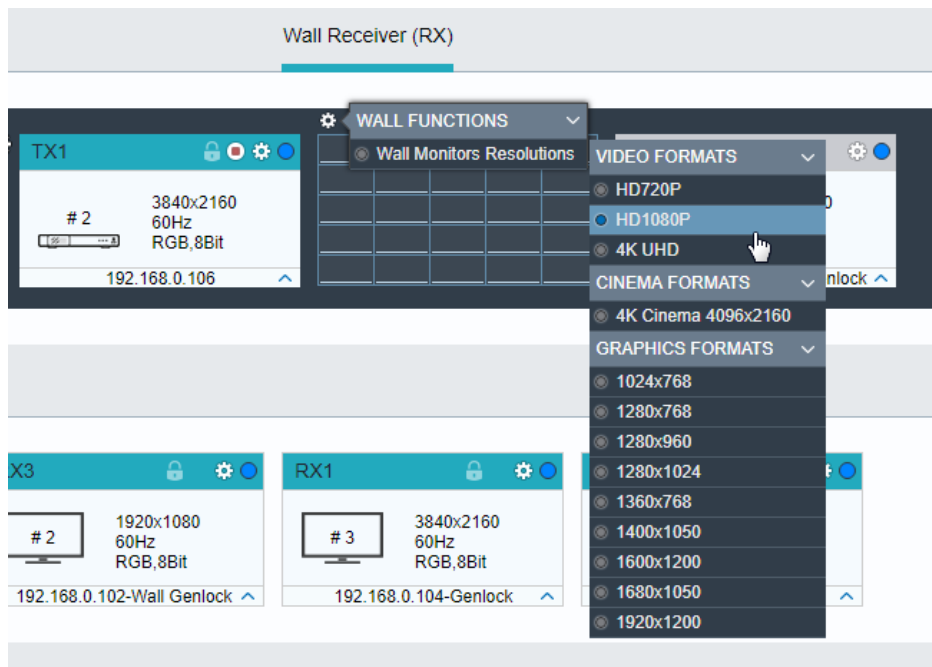 Wall Receiver (RX)
WALL FUNCTIONS
Wall Monitors Resolutions
TX1
# 2
3840x2160
60Hz
RGB,8Bit
192.168.0.106
VIDEO FORMATS
HD720P
HD1080P
4K UHD
CINEMA FORMATS
4K Cinema 4096x2160
GRAPHICS FORMATS
1024x768
1280x768
1280x960
1280x1024
1360x768
1400x1050
1600x1200
1680x1050
1920x1200
0
nlock
X3
# 2
1920x1080
60Hz
RGB,8Bit
192.168.0.102-Wall Genlock
RX1
# 3
3840x2160
60Hz
RGB,8Bit
192.168.0.104-Genlock